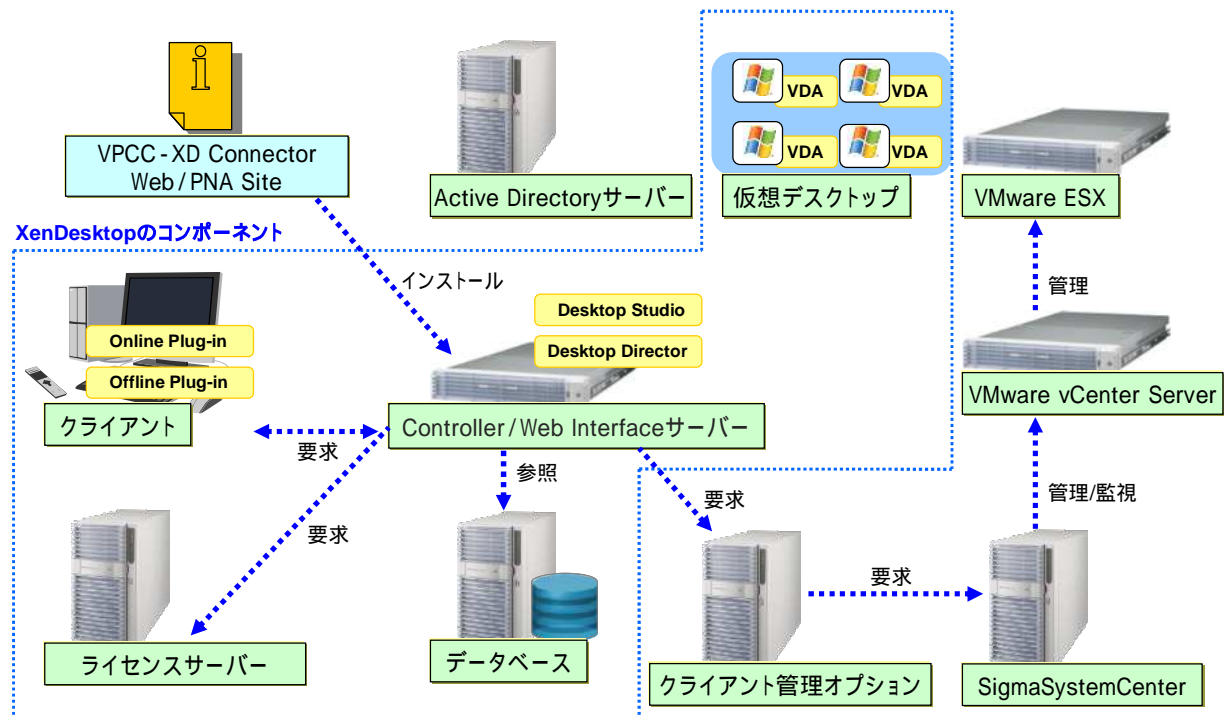 VPCC-XD Connector
Web/PNA Site
Active Directoryサーバー
VDA
VDA
VDA
VDA
仮想デスクトップ
VMware ESX
XenDesktopのコンポーネント
インストール
管理
Desktop Studio
Desktop Director
Online Plug-in
Offline Plug-in
クライアント
Controller/Web Interfaceサーバー
VMware vCenter Server
要求
参照
要求
管理/監視
要求
要求
ライセンスサーバー
データベース
クライアント管理オプション
SigmaSystemCenter